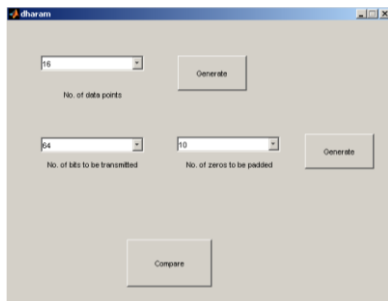 dharam
16
Generate
No. of data points
64
10
Generate
No. of bits to be transmitted
No. of zeros to be padded
Compare